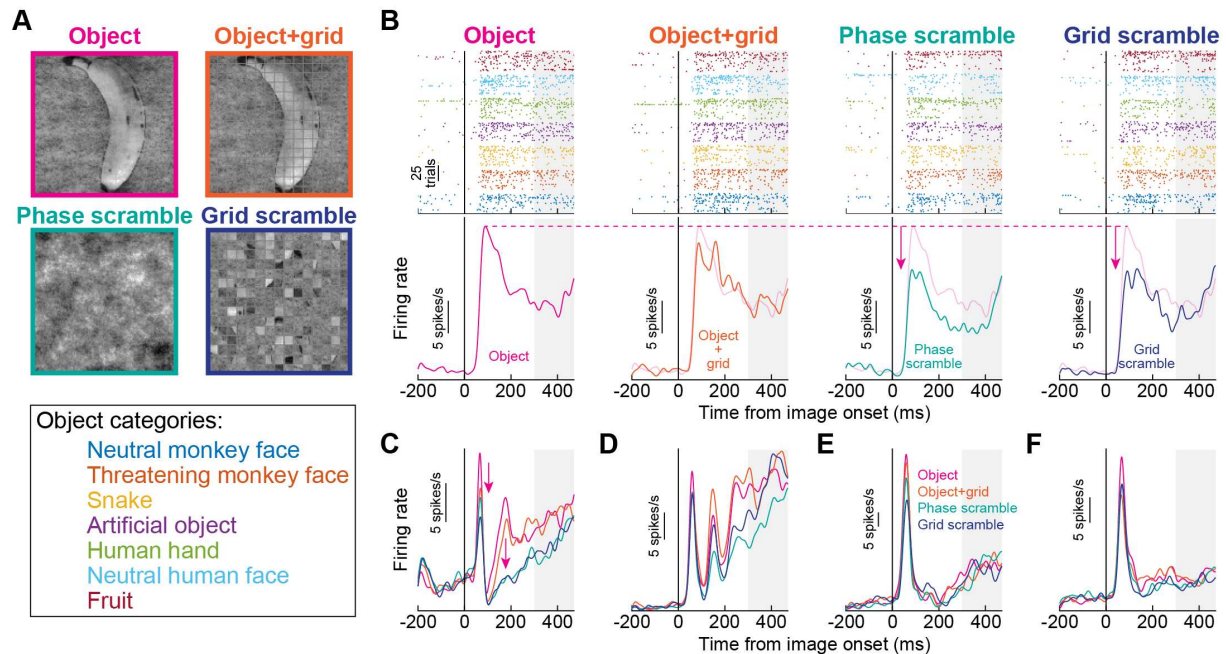 A
Object
Object+grid
Phase scramble
Grid scramble
Object categories:
Neutral monkey face
Threatening monkey face
Snake
Artificial object
Human hand
Neutral human face
Fruit
B
Object
Object+grid
Phase scramble
Grid scramble
25
trials
Firing rate
5 spikes/s
Object
5 spikes/s
Object
+
grid
5 spikes/s
Phase
scramble
5 spikes/s
Grid
scramble
-200 0 200 400
-200 0 200 400
-200 0 200 400
-200 0 200 400
Time from image onset (ms)
C
D
E
F
Firing rate
5 spikes/s
5 spikes/s
5 spikes/s
Object
Object+grid
Phase scramble
Grid scramble
5 spikes/s
-200 0 200 400
-200 0 200 400
-200 0 200 400
-200 0 200 400
Time from image onset (ms)